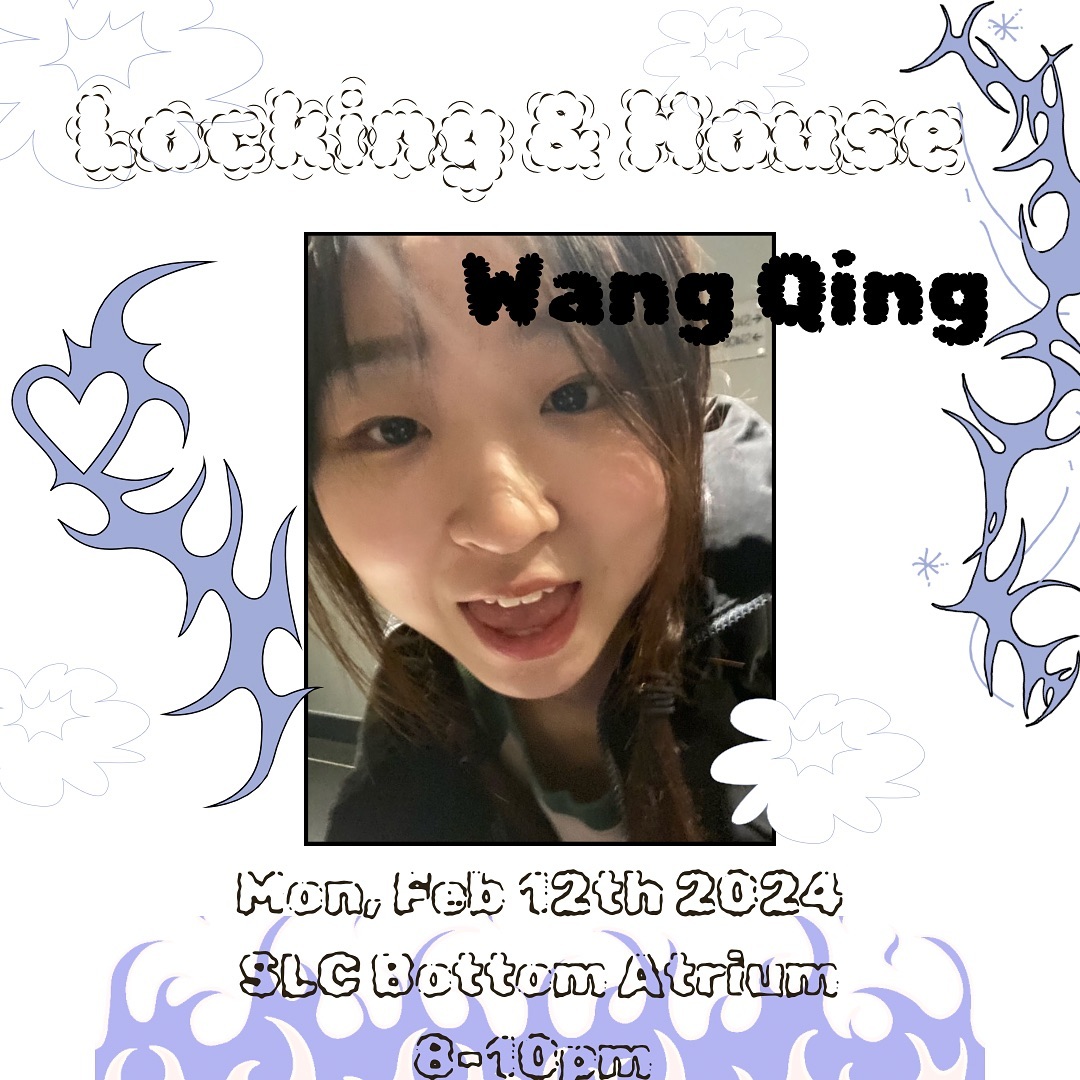 Locking & House
Wang Qing
Mon, Feb 12th 2024
SLC Bottom Atrium
8-10pm